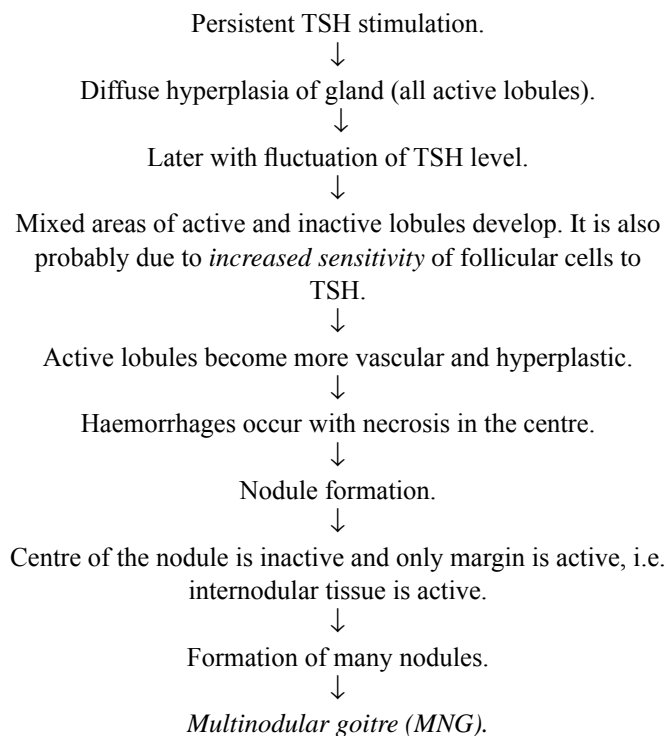 Persistent TSH stimulation.
↓
Diffuse hyperplasia of gland (all active lobules).
↓
Later with fluctuation of TSH level.
↓
Mixed areas of active and inactive lobules develop. It is also
probably due to increased sensitivity of follicular cells to
TSH.
↓
Active lobules become more vascular and hyperplastic.
↓
Haemorrhages occur with necrosis in the centre.
↓
Nodule formation.
↓
Centre of the nodule is inactive and only margin is active, i.e.
internodular tissue is active.
↓
Formation of many nodules.
↓
Multinodular goitre (MNG).